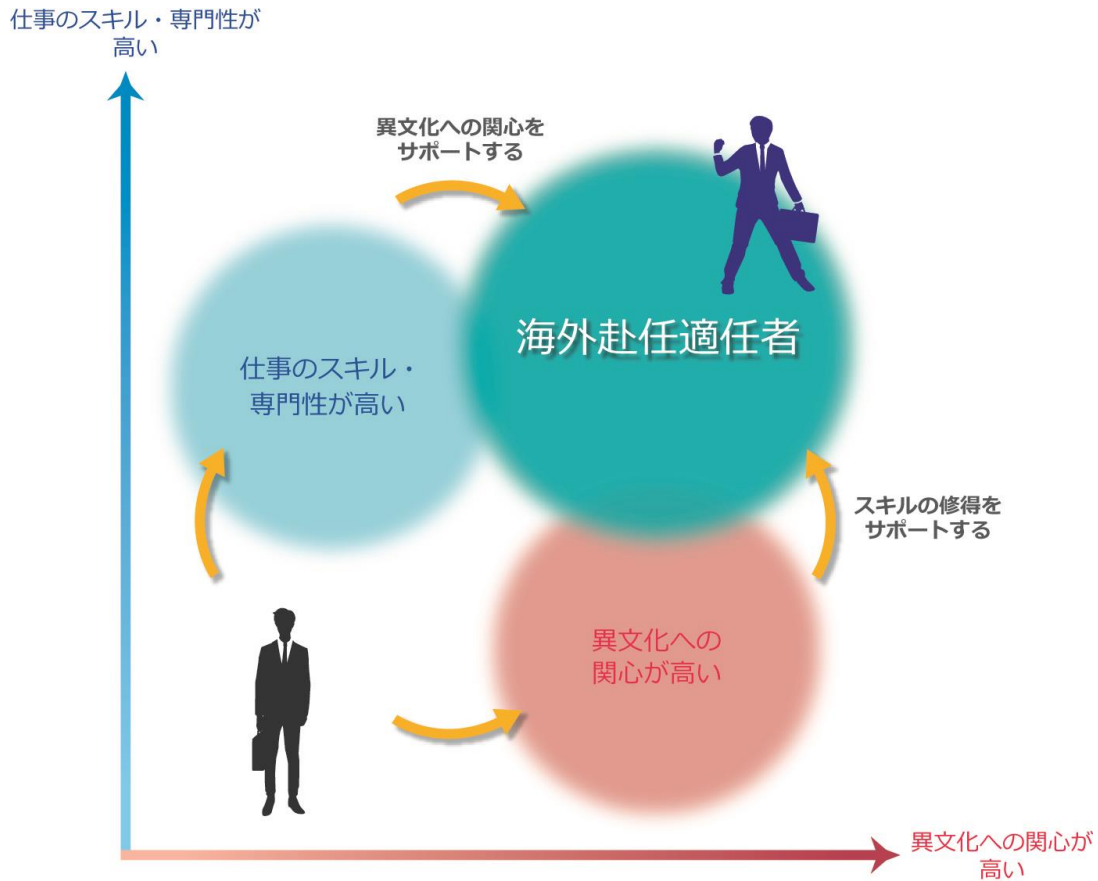 仕事のスキル・専門性が
高い
異文化への関心を
サポートする
海外赴任適任者
仕事のスキル・
専門性が高い
スキルの修得を
サポートする
異文化への
関心が高い
異文化への関心が
高い